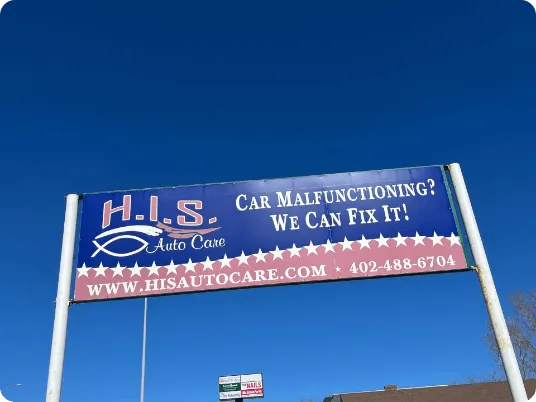 H.I.S.
Auto Care
Car Malfunctioning?
We Can Fix It!
www.hisautocare.com ★ 402-488-6704
NAILS